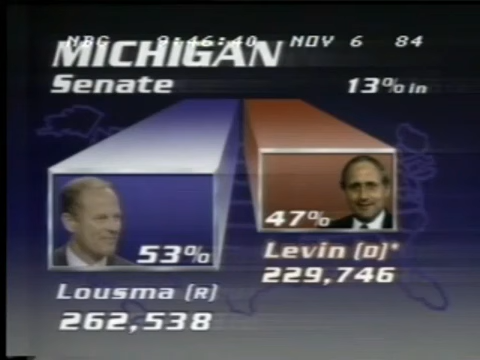 NBC 9:46:40 NOV 6 84
MICHIGAN
Senate 13% in
53%
47%
Lousma (R)
262,538
Levin (D)*
229,746